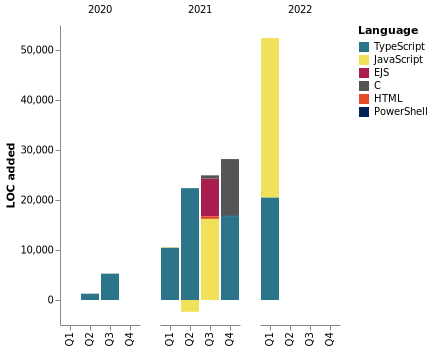 2020 2021 2022
Language
TypeScript
JavaScript
EJS
C
HTML
PowerShell
LOC added
50,000
40,000
30,000
20,000
10,000
0
Q1 Q2 Q3 Q4 Q1 Q2 Q3 Q4 Q1 Q2 Q3 Q4